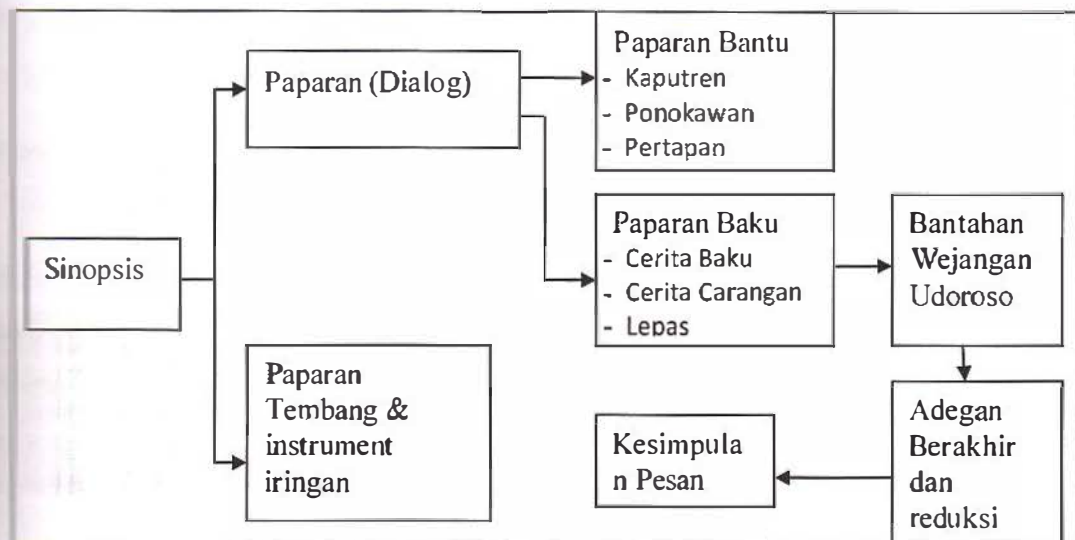 Sinopsis
Paparan (Dialog)
Paparan Bantu
- Kaputren
- Ponokawan
- Pertapan
Paparan Baku
- Cerita Baku
- Cerita Carangan
- Lepas
Bantahan
Wejangan
Udoroso
Paparan
Tembang &
instrument
iringan
Adegan
Berakhir
dan
reduksi
Kesimpula
n Pesan